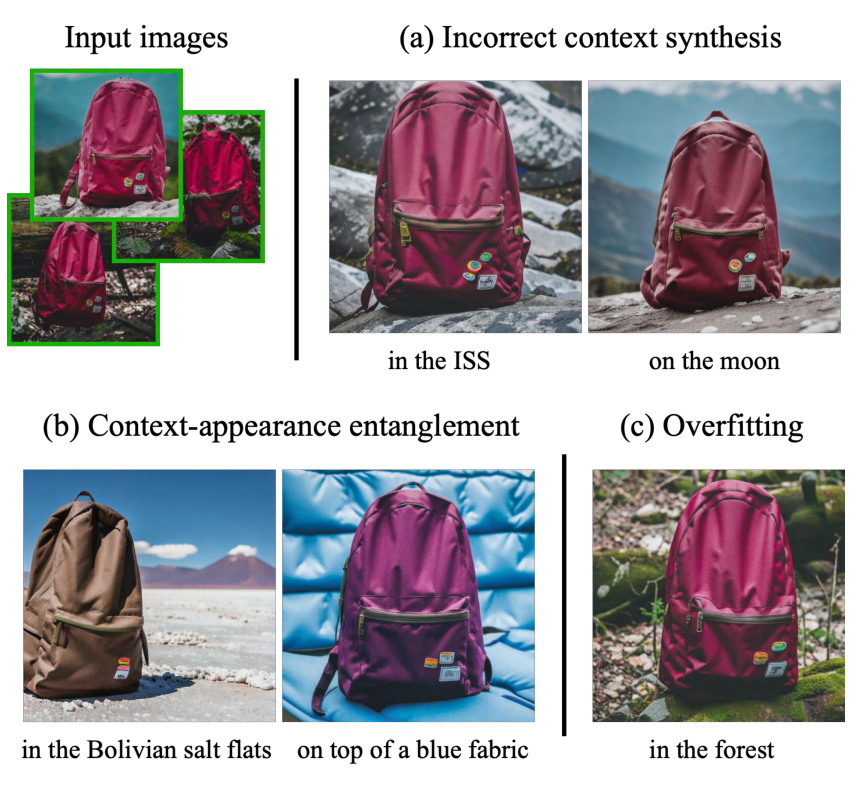 Input images
(a) Incorrect context synthesis
in the ISS
on the moon
(b) Context-appearance entanglement
(c) Overfitting
in the Bolivian salt flats
on top of a blue fabric
in the forest